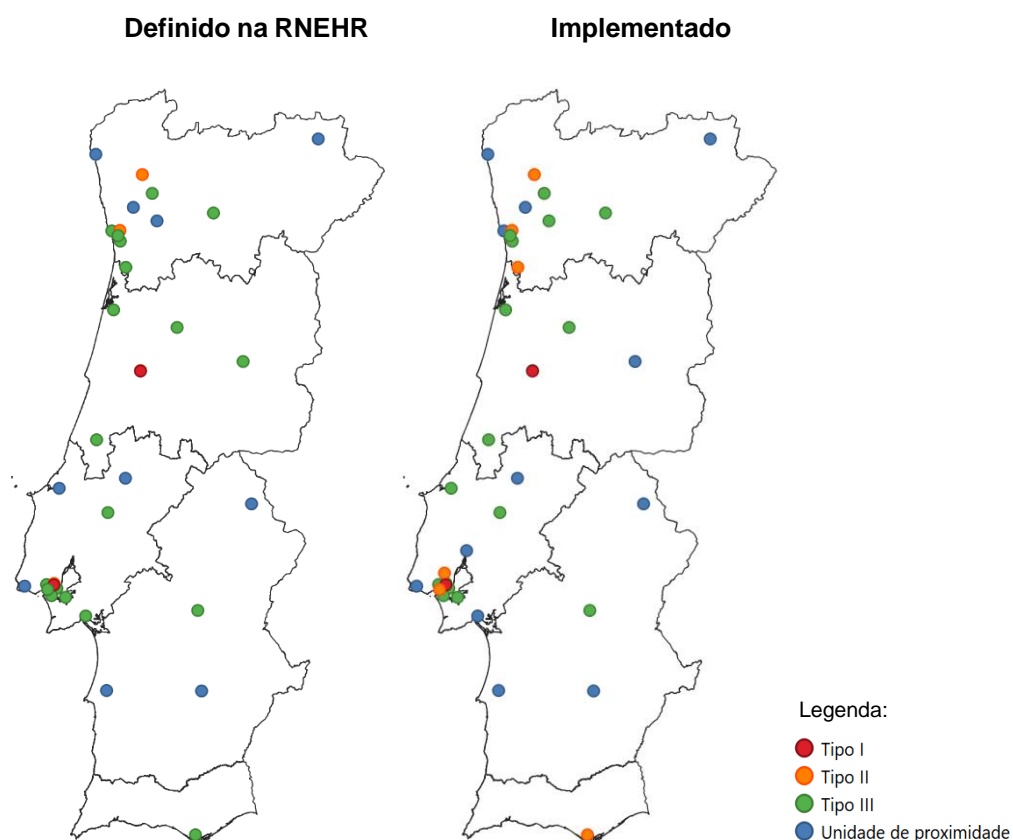 Definido na RNEHR
Implementado
Legenda:
Tipo I
Tipo II
Tipo III
Unidade de proximidade